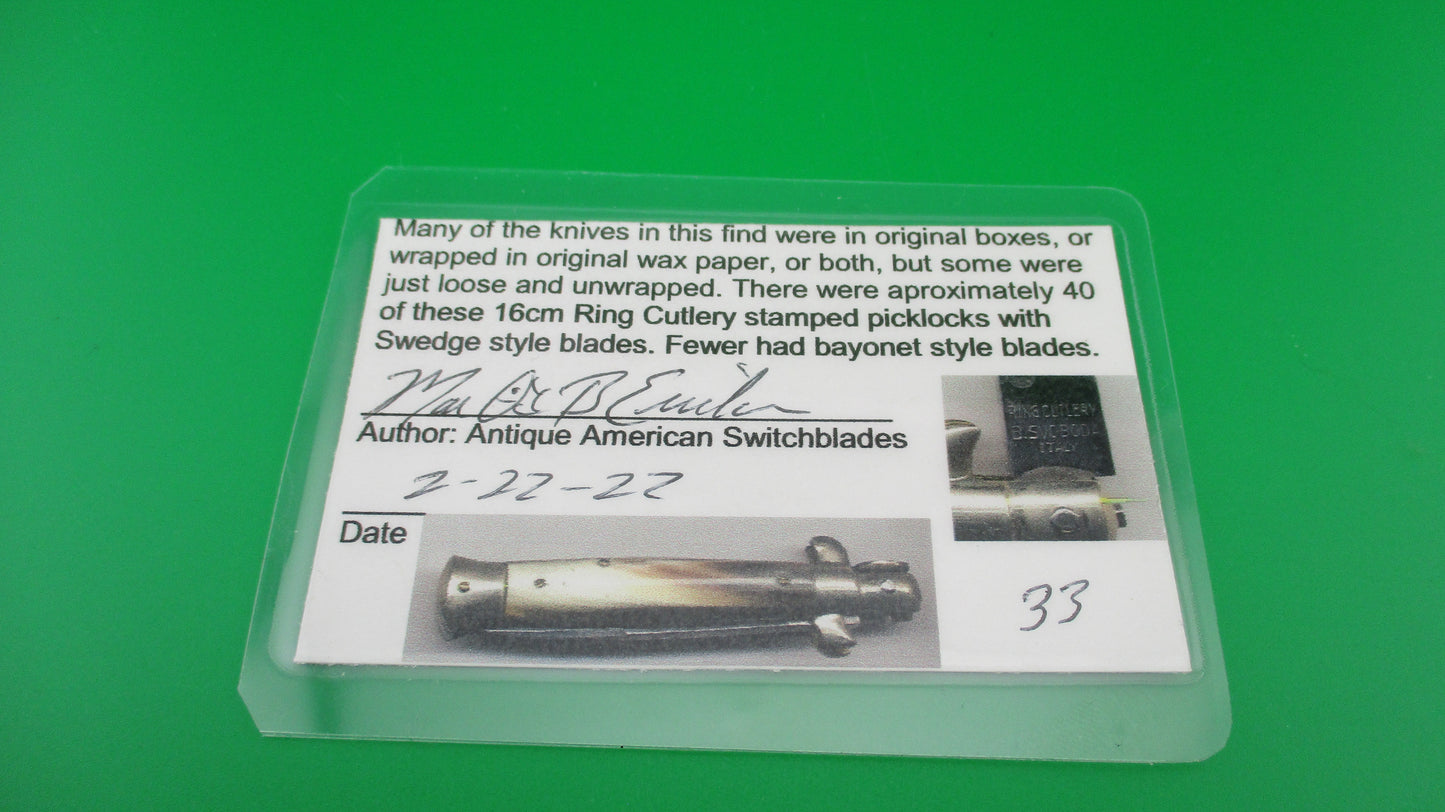 Many of the knives in this find were in original boxes, or
wrapped in original wax paper, or both, but some were
just loose and unwrapped. There were aproximately 40
of these 16cm Ring Cutlery stamped picklocks with
Swedge style blades. Fewer had bayonet style blades.
RING CUTLERY
ITALY
Author: Antique American Switchblades
2-22-22
Date
33